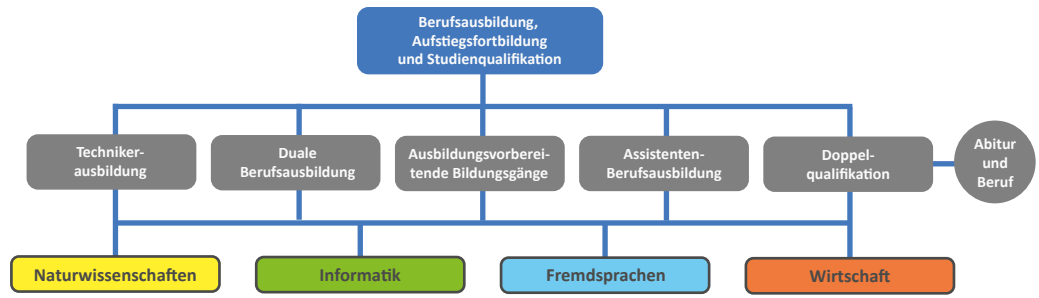 Berufsausbildung,
Aufstiegsfortbildung
und Studienqualifikation
Techniker-
ausbildung
Duale
Berufsausbildung
Ausbildungsvorberei-
tende Bildungsgänge
Assistenten-
Berufsausbildung
Doppel-
qualifikation
Abitur
und
Beruf
Naturwissenschaften
Informatik
Fremdsprachen
Wirtschaft